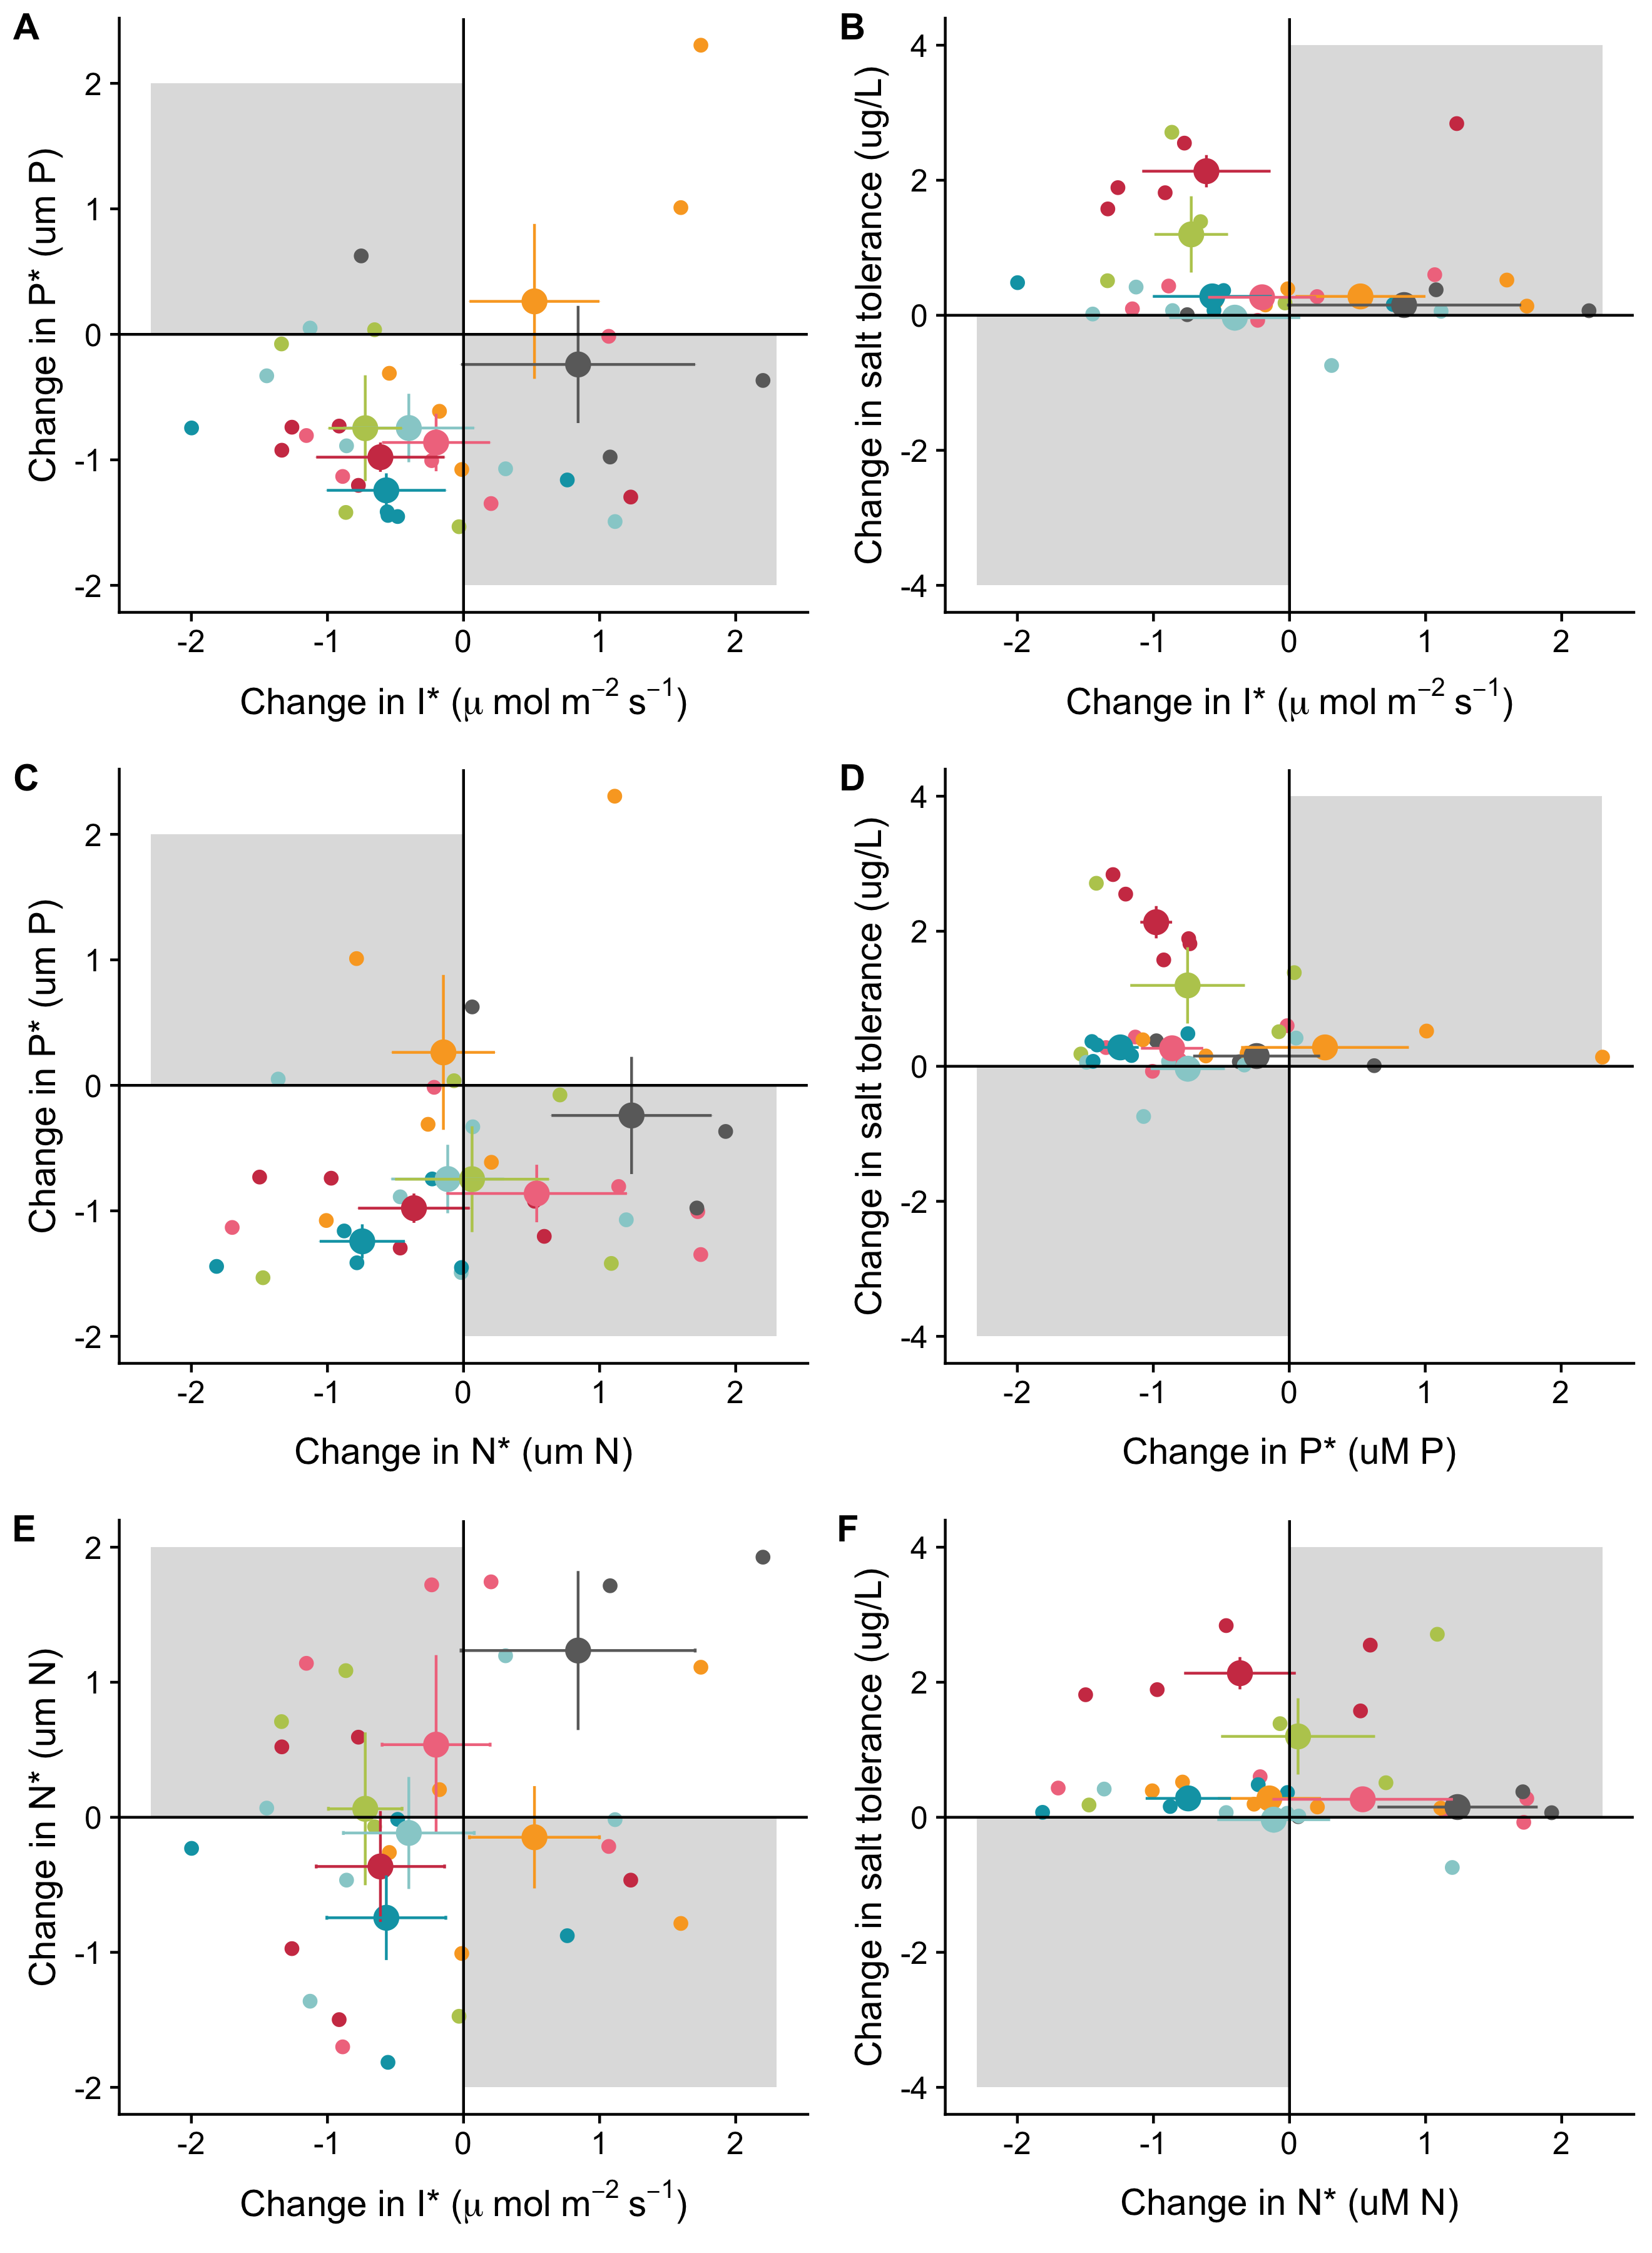 A
Change in P* (um P)
2
1
0
-1
-2
-2 -1 0 1 2
Change in I* (μ mol m−2 s−1)
B
Change in salt tolerance (ug/L)
4
2
0
-2
-4
-2 -1 0 1 2
Change in I* (μ mol m−2 s−1)
C
Change in P* (um P)
2
1
0
-1
-2
-2 -1 0 1 2
Change in N* (um N)
D
Change in salt tolerance (ug/L)
4
2
0
-2
-4
-2 -1 0 1 2
Change in P* (uM P)
E
Change in N* (um N)
2
1
0
-1
-2
-2 -1 0 1 2
Change in I* (μ mol m−2 s−1)
F
Change in salt tolerance (ug/L)
4
2
0
-2
-4
-2 -1 0 1 2
Change in N* (uM N)